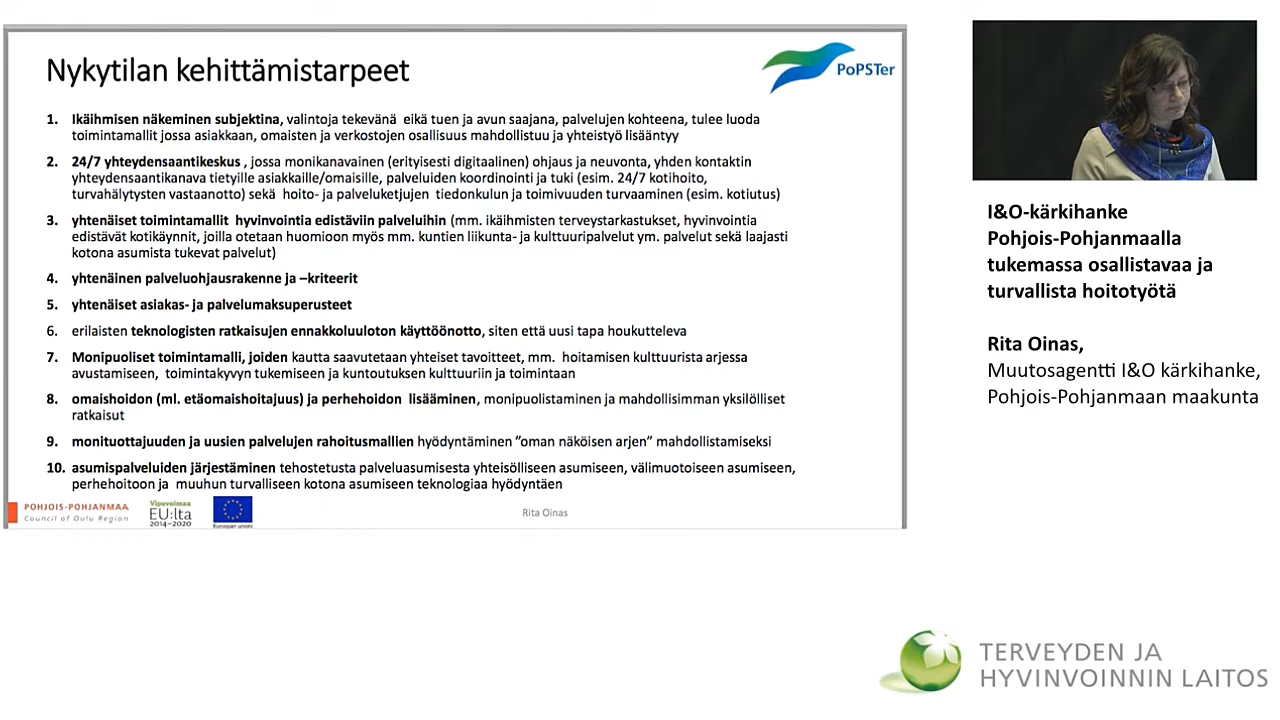 Nykytilan kehittämistarpeet
PoPSTer
1. Ikäihmisen näkeminen subjektina, valintoja tekevänä eikä tuen ja avun saajana, palvelujen kohteena, tulee luoda
toimintamallit jossa asiakkaan, omaisten ja verkostojen osallisuus mahdollistuu ja yhteistyö lisääntyy
2. 24/7 yhteydensaantikeskus , jossa monikanavainen (erityisesti digitaalinen) ohjaus ja neuvonta, yhden kontaktin
yhteydensaantikanava tietyille asiakkaille/omaisille, palveluiden koordinointi ja tuki (esim. 24/7 kotihoito,
turvahälytysten vastaanotto) sekä hoito- ja palveluketjujen tiedonkulun ja toimivuuden turvaaminen (esim. kotiutus)
3. yhtenäiset toimintamallit hyvinvointia edistäviin palveluihin (mm. ikäihmisten terveystarkastukset, hyvinvointia
edistävät kotikäynnit, joilla otetaan huomioon myös mm. kuntien liikunta- ja kulttuuripalvelut ym. palvelut sekä laajasti
kotona asumista tukevat palvelut)
4. yhtenäinen palveluohjausrakenne ja –kriteerit
5. yhtenäiset asiakas- ja palvelumaksuperusteet
6. erilaisten teknologisten ratkaisujen ennakkoluuloton käyttöönotto, siten että uusi tapa houkutteleva
7. Monipuoliset toimintamalli, joiden kautta saavutetaan yhteiset tavoitteet, mm. hoitamisen kulttuurista arjessa
avustamiseen, toimintakyvyn tukemiseen ja kuntoutuksen kulttuuriin ja toimintaan
8. omaishoidon (ml. etäomaishoitajuus) ja perhehoidon lisääminen, monipuolistaminen ja mahdollisimman yksilölliset
ratkaisut
9. monituottajuuden ja uusien palvelujen rahoitusmallien hyödyntäminen ”oman näköisen arjen” mahdollistamiseksi
10. asumispalveluiden järjestäminen tehostetusta palveluasumisesta yhteisölliseen asumiseen, välimuotoiseen asumiseen,
perhehoitoon ja muuhun turvalliseen kotona asumiseen teknologiaa hyödyntäen
POHJOIS-POHJANMAA
Council of Oulu Region
Vipuvoimaa
EU:lta
2014–2020
Euroopan unioni
Rita Oinas
I&O-kärkihanke
Pohjois-Pohjanmaalla
tukemassa osallistavaa ja
turvallista hoitotyötä
Rita Oinas,
Muutosagentti I&O kärkihanke,
Pohjois-Pohjanmaan maakunta
TERVEYDEN JA
HYVINVOINNIN LAITOS